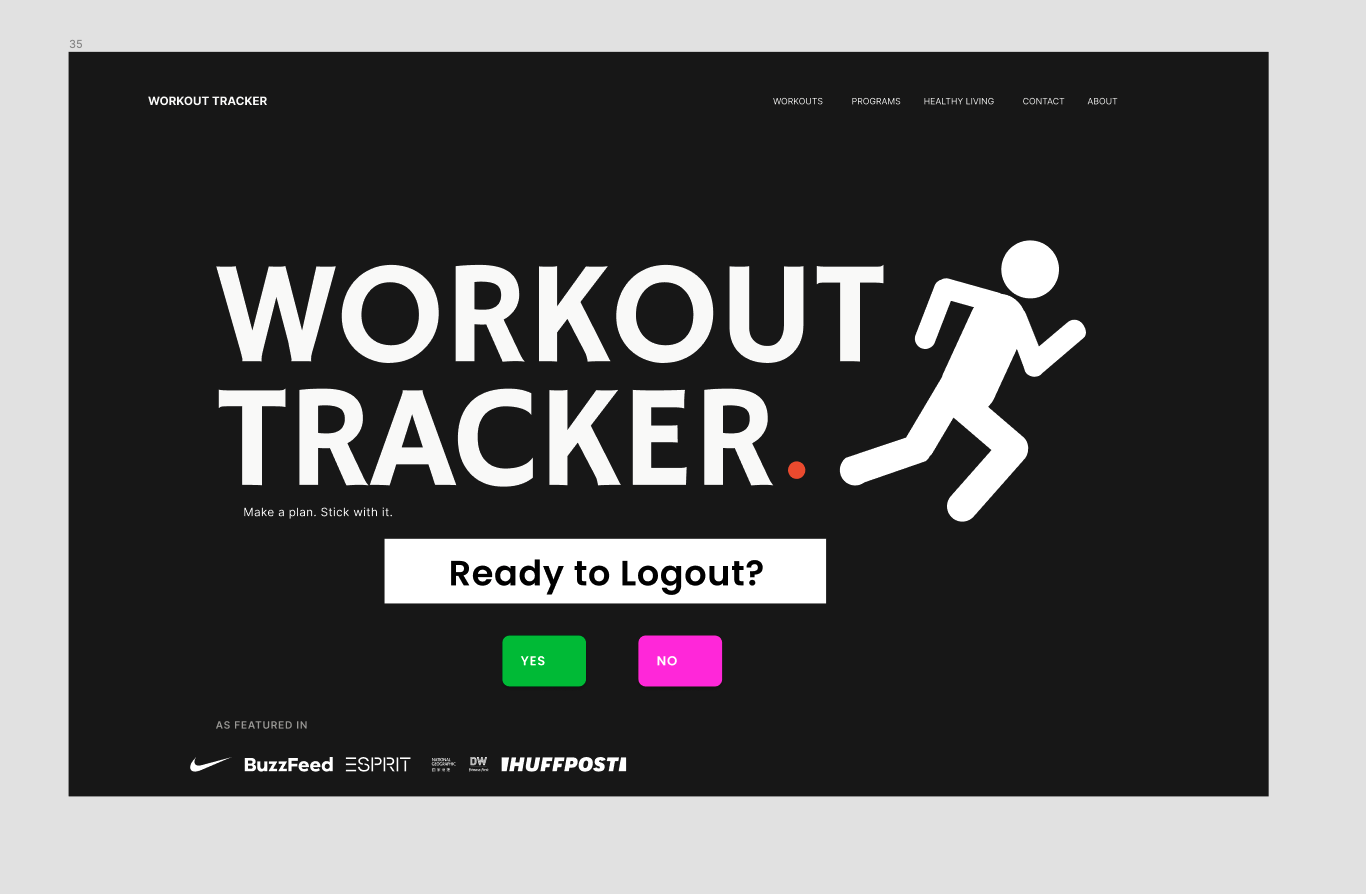 35
WORKOUT TRACKER
WORKOUTS PROGRAMS HEALTHY LIVING CONTACT ABOUT
WORKOUT
TRACKER.
Make a plan. Stick with it.
Ready to Logout?
YES NO
AS FEATURED IN
BuzzFeed ESPRIT
NATIONAL
GEOGRAPHIC
DW
HUFFPOST